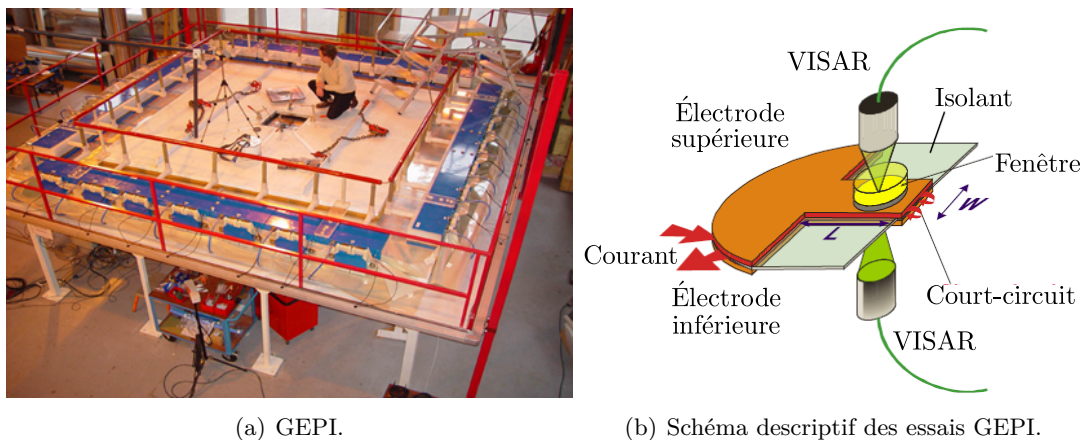 VISAR
Isolant
Électrode
supérieure
Fenêtre
W
L
Courant
Court-circuit
Électrode
inférieure
VISAR
(a) GEPI.
(b) Schéma descriptif des essais GEPI.